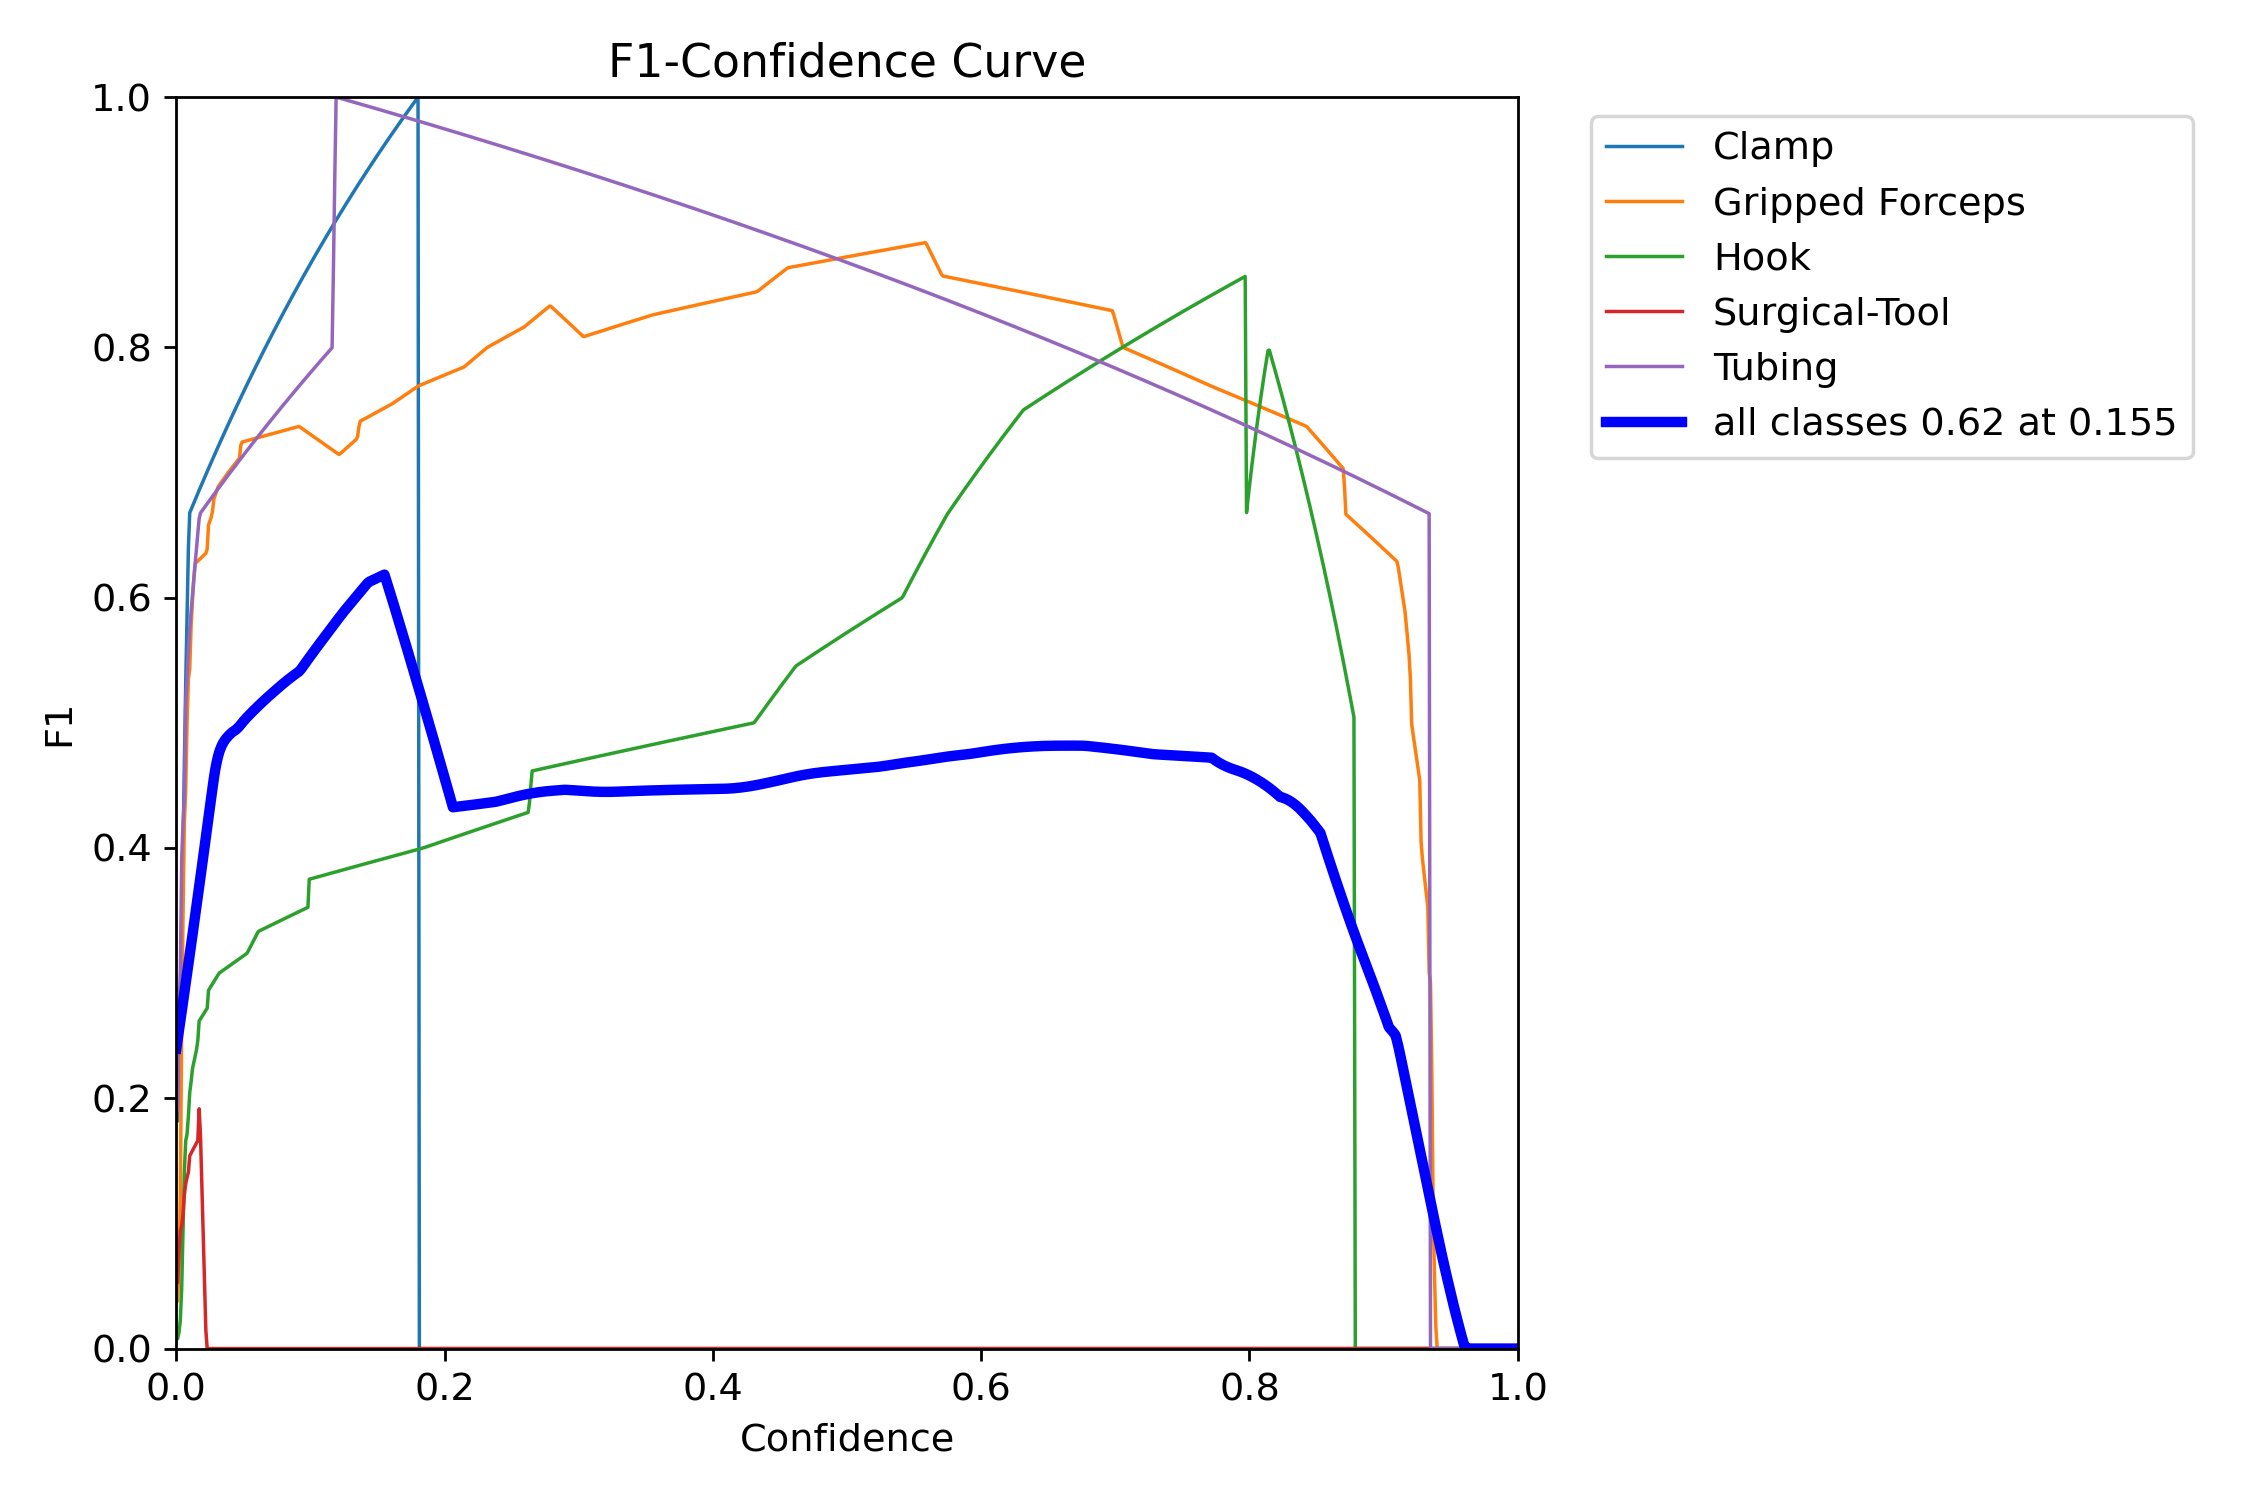 F1-Confidence Curve
1.0
0.8
0.6
0.4
0.2
0.0
F1
0.0 0.2 0.4 0.6 0.8 1.0
Confidence
Clamp
Gripped Forceps
Hook
Surgical-Tool
Tubing
all classes 0.62 at 0.155